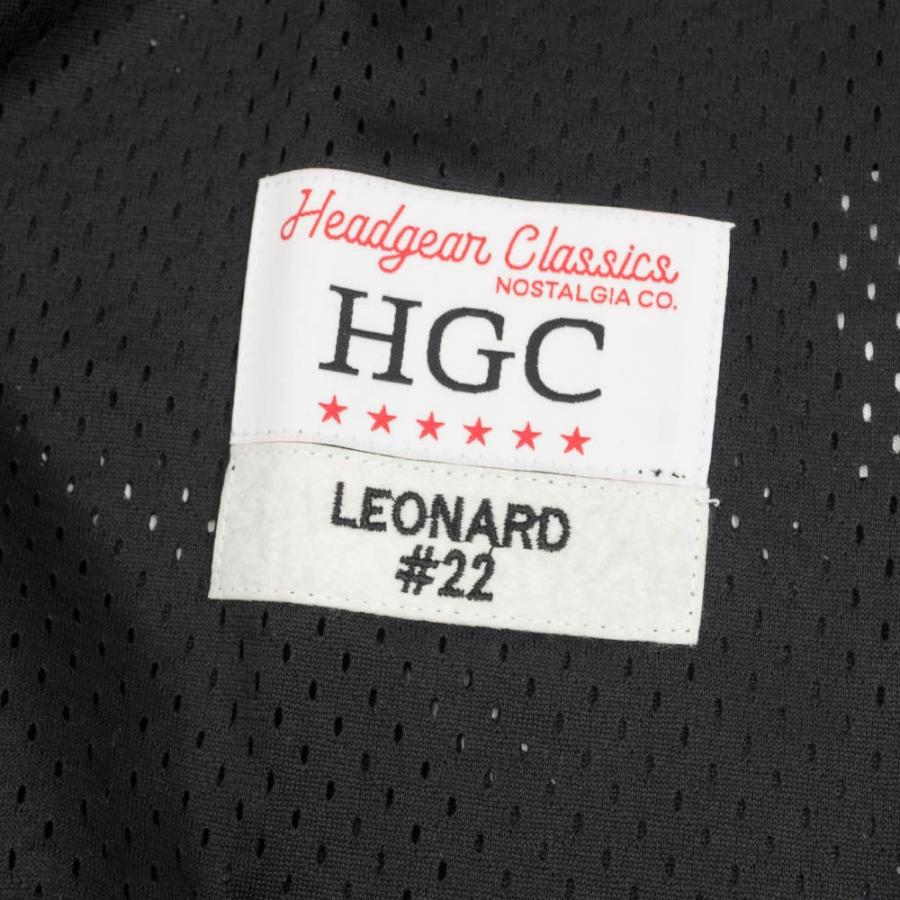 Headgear Classics
NOSTALGIA CO.
HGC
LEONARD
#22